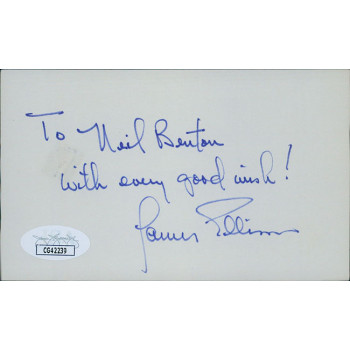 To Neil Benton
with every good wish!
James Ellison
CG42239